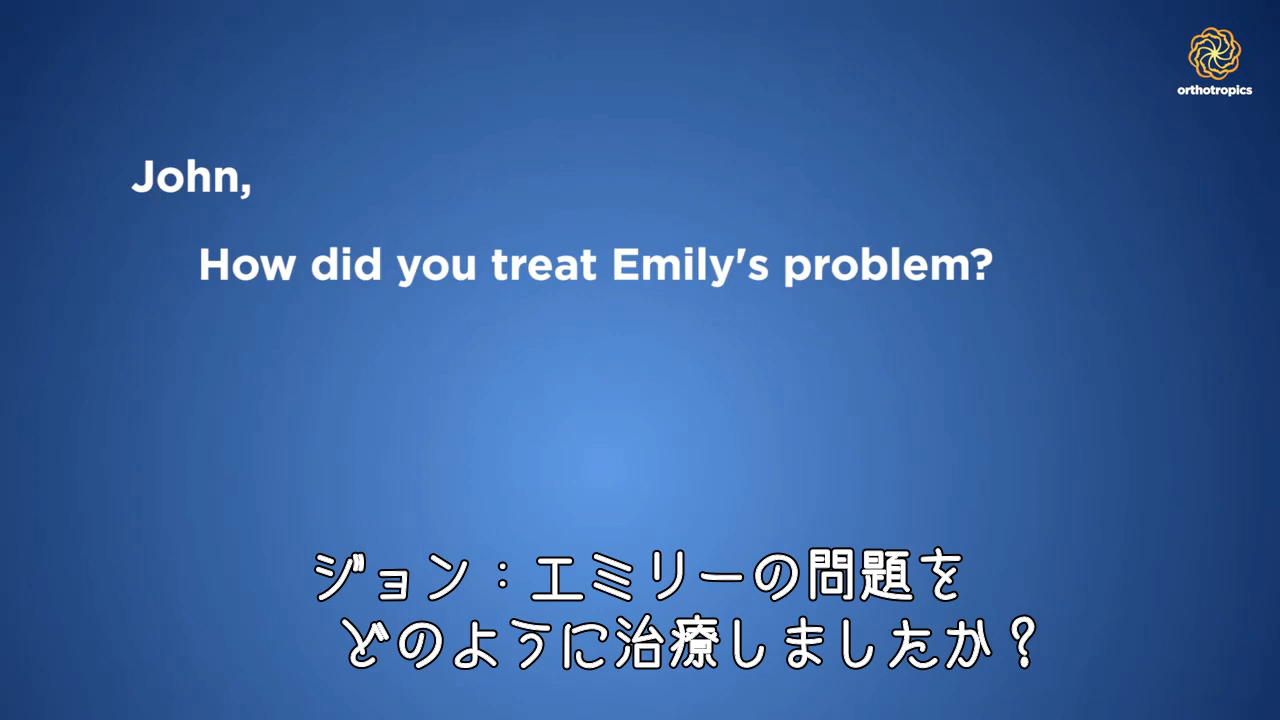 orthotropics
John,
How did you treat Emily's problem?
ジョン：エミリーの問題を
どのように治療しましたか？